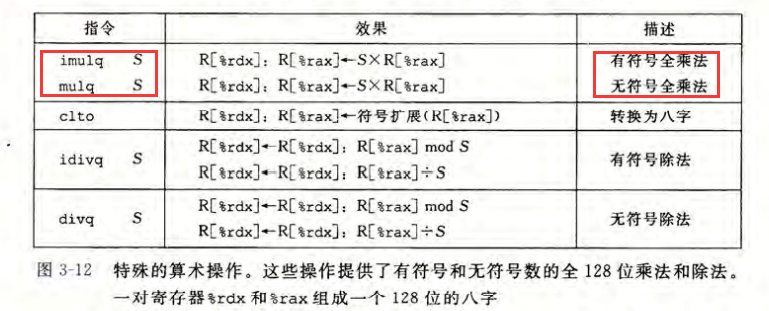 指令 效果 描述
imulq S R[%rdx]:R[%rax]←S×R[%rax] 有符号全乘法
mulq S R[%rdx]:R[%rax]←S×R[%rax] 无符号全乘法
clto R[%rdx]:R[%rax]←符号扩展(R[%rax]) 转换为八字
idivq S R[%rdx]←R[%rdx]:R[%rax] mod S 有符号除法
R[%rdx]←R[%rdx]:R[%rax]÷S
divq S R[%rdx]←R[%rdx]:R[%rax] mod S 无符号除法
R[%rdx]←R[%rdx]:R[%rax]÷S
图 3-12 特殊的算术操作。这些操作提供了有符号和无符号数的全 128 位乘法和除法。
一对寄存器%rdx 和%rax 组成一个 128 位的八字